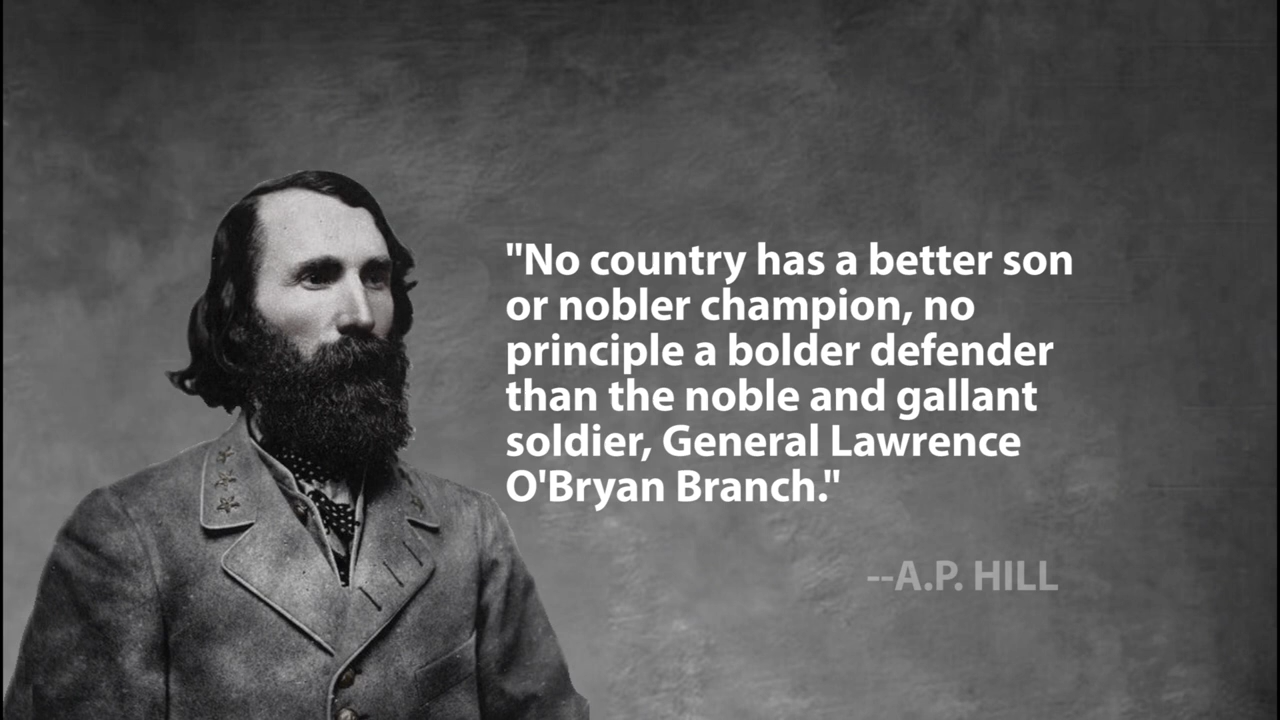 "No country has a better son
or nobler champion, no
principle a bolder defender
than the noble and gallant
soldier, General Lawrence
O'Bryan Branch."
--A.P. HILL